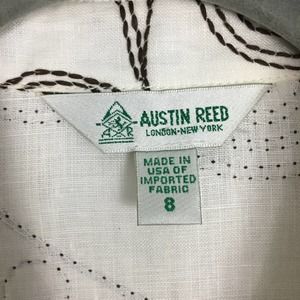 AUSTIN REED
LONDON•NEW YORK
MADE IN
USA OF
IMPORTED
FABRIC
8